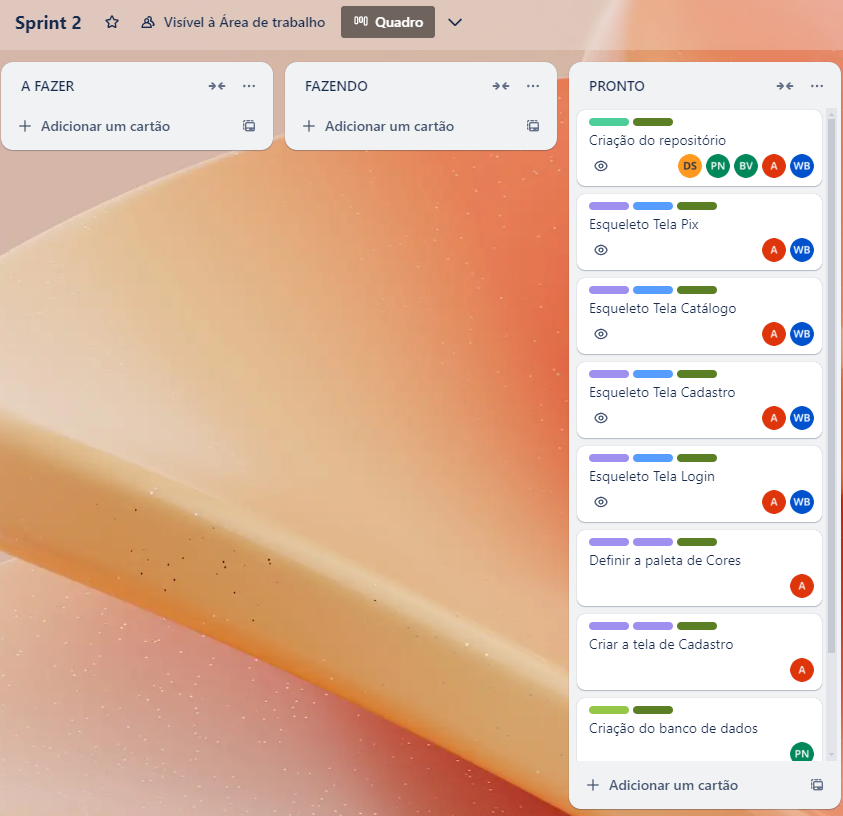 Sprint 2
Visível à Área de trabalho
Quadro
A FAZER
Adicionar um cartão
FAZENDO
Adicionar um cartão
PRONTO
Criação do repositório
DS PN BV A WB
Esqueleto Tela Pix
A WB
Esqueleto Tela Catálogo
A WB
Esqueleto Tela Cadastro
A WB
Esqueleto Tela Login
A WB
Definir a paleta de Cores
A
Criar a tela de Cadastro
A
Criação do banco de dados
PN
Adicionar um cartão